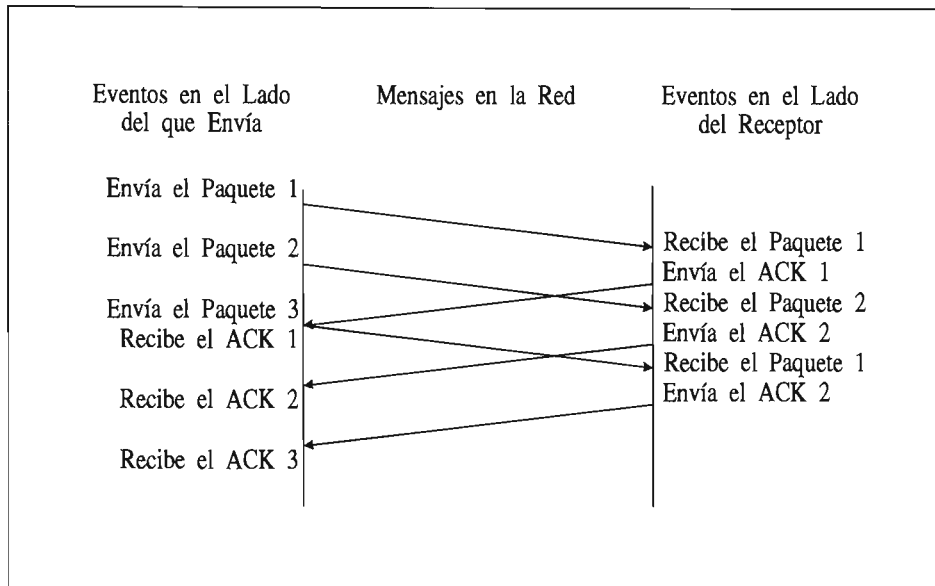 Eventos en el Lado
del que Envía
Mensajes en la Red
Eventos en el Lado
del Receptor
Envía el Paquete 1
Envía el Paquete 2
Envía el Paquete 3
Recibe el ACK 1
Recibe el ACK 2
Recibe el ACK 3
Recibe el Paquete 1
Envía el ACK 1
Recibe el Paquete 2
Envía el ACK 2
Recibe el Paquete 1
Envía el ACK 2